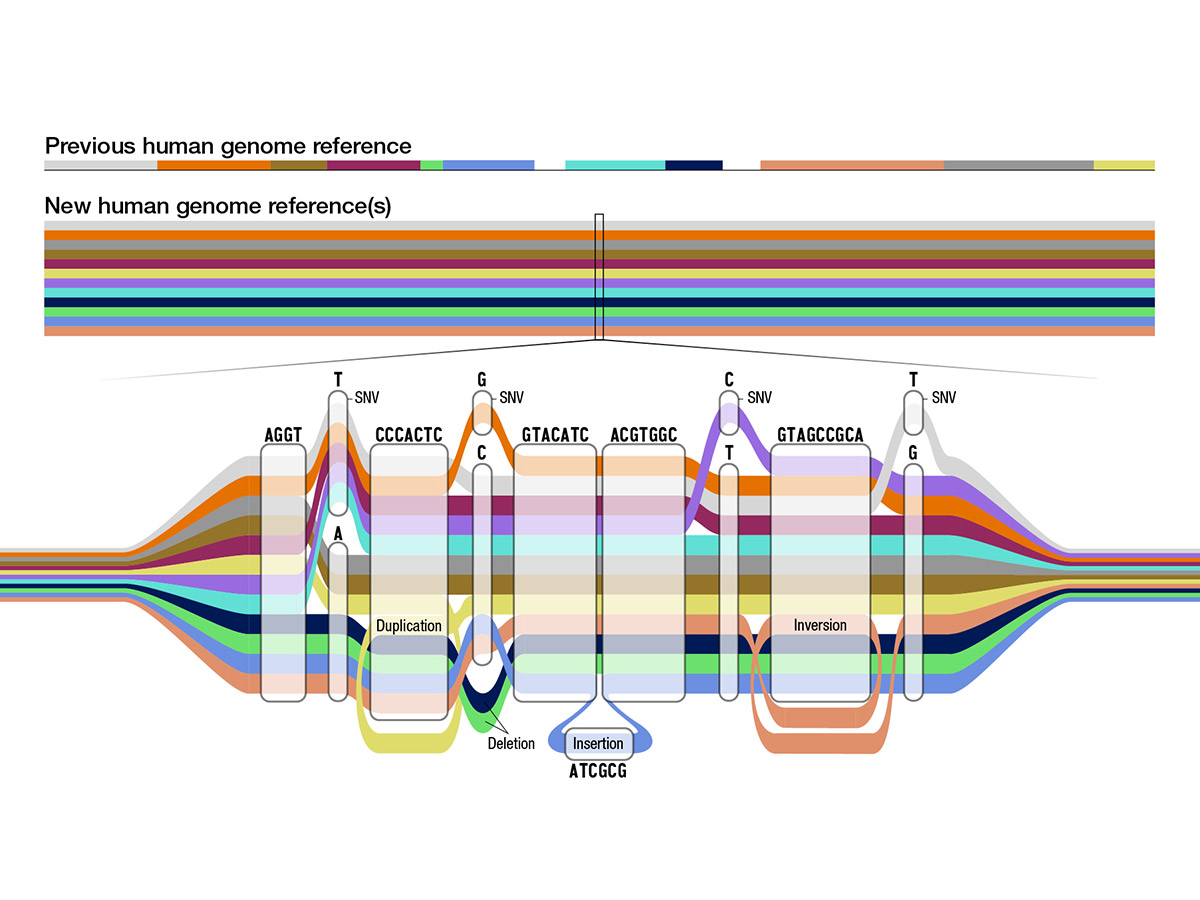 Previous human genome reference
New human genome reference(s)
T
SNV
G
SNV
C
SNV
T
SNV
AGGT
CCCACTC
GTACATC
ACGTGGC
GTAGCCGCA
C
T
G
A
Duplication
Inversion
Deletion
Insertion
ATCGCG